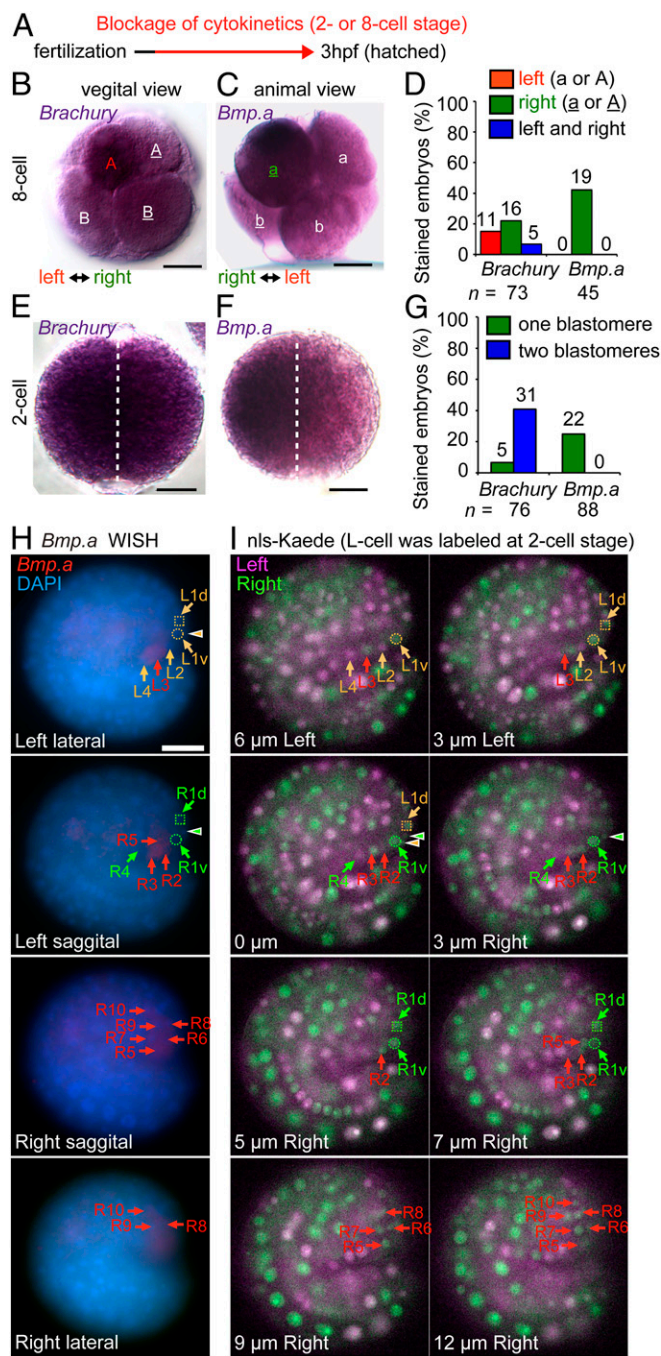 A Blockage of cytokinetics (2- or 8-cell stage)
fertilization 3hpf (hatched)
B vegital view
C animal view
8-cell
Brachury
A
A
B
B
left ↔ right
Bmp.a
a
a
b
b
right ↔ left
D
left (a or A)
right (a or A)
left and right
Stained embryos (%)
100
80
60
40
20
0
11 16 5 0 19 0
Brachury Bmp.a
n = 73 45
E
2-cell
Brachury
F
Bmp.a
G
one blastomere
two blastomeres
Stained embryos (%)
100
80
60
40
20
0
5 31 22 0
Brachury Bmp.a
n = 76 88
H Bmp.a WISH
Bmp.a
DAPI
L1d
L1v
L2
L3
L4
Left lateral
R1d
R5
R4
R1v
R3 R2
Left saggital
R10
R9 R8
R7 R6
R5
Right saggital
R10
R9 R8
Right lateral
I nls-Kaede (L-cell was labeled at 2-cell stage)
Left
Right
L1v
L2
L3
L4
6 µm Left
L1d
L1v
L2
L3
3 µm Left
L1d
R4 R1v
R3 R2
0 µm
R4 R1v
R3 R2
3 µm Right
R1d
R1v
R2
5 µm Right
R1d
R5
R1v
R3 R2
7 µm Right
R8
R7 R6
R5
9 µm Right
R10
R9 R8
R7 R6
R5
12 µm Right